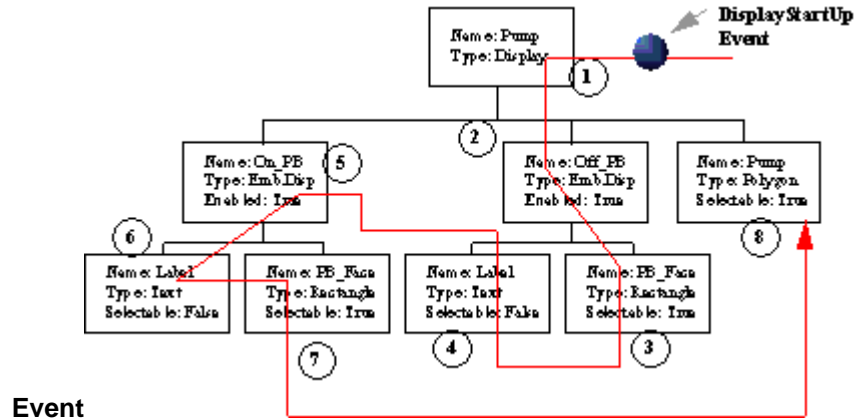 DisplayStartUp
Event
Name: Pump
Type: Display
1
2
Name: On_PB
Type: Emb.Disp
Enabled: True
5
Name: Off_PB
Type: Emb.Disp
Enabled: True
Name: Pump
Type: Polygon
Selectable: True
6
8
Name: Label
Type: Text
Selectable: False
Name: PB_Face
Type: Rectangle
Selectable: True
Name: Label
Type: Text
Selectable: False
Name: PB_Face
Type: Rectangle
Selectable: True
7
4
3
Event